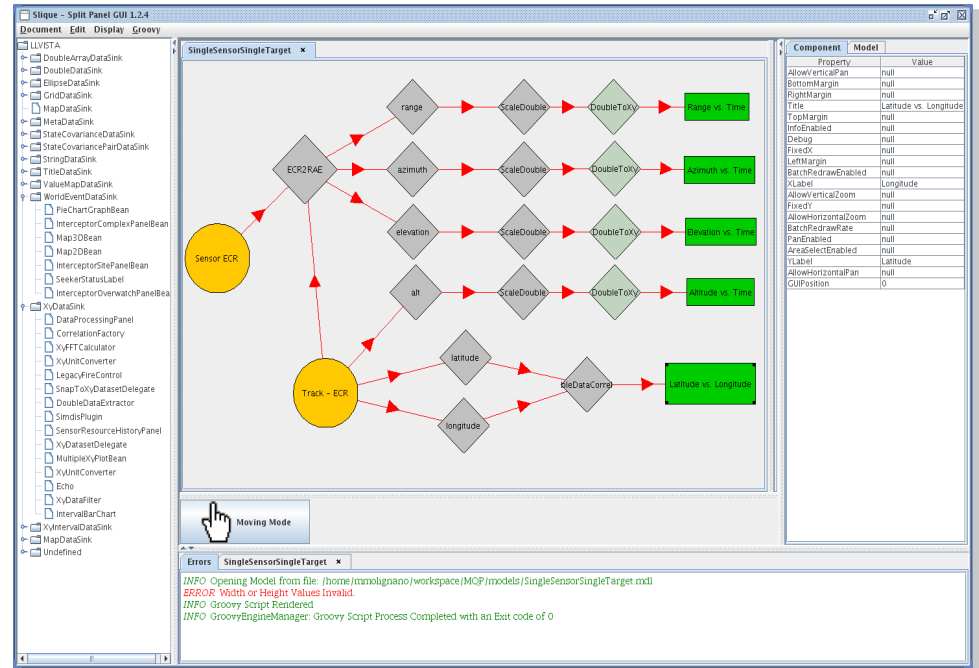 Slique - Split Panel GUI 1.2.4
Document Edit Display Groovy
LLVISTA
DoubleArrayDataSink
DoubleDataSink
EllipseDataSink
GridDataSink
MapDataSink
MetaDataSink
StateCovarianceDataSink
StateCovariancePairDataSink
StringDataSink
TitleDataSink
ValueMapDataSink
WorldEventDataSink
PieChartGraphBean
InterceptorComplexPanelBean
Map3DBean
Map2DBean
InterceptorSitePanelBean
SeekerStatusLabel
InterceptorOverwatchPanelBea
XyDataSink
DataProcessingPanel
CorrelationFactory
XyFFTCalculator
XyUnitConverter
LegacyFireControl
SnapToXyDatasetDelegate
DoubleDataExtractor
SimdisPlugin
SensorResourceHistoryPanel
XyDatasetDelegate
MultipleXyPlotBean
XyUnitConverter
Echo
XyDataFilter
IntervalBarChart
XyIntervalDataSink
MapDataSink
Undefined
SingleSensorSingleTarget ×
range ScaleDouble DoubleToXy Range vs. Time
ECR2RAE azimuth ScaleDouble DoubleToXy Azimuth vs. Time
elevation ScaleDouble DoubleToXy Elevation vs. Time
Sensor ECR
alt ScaleDouble DoubleToXy Altitude vs. Time
latitude
Track - ECR bleDataCorrel Latitude vs. Longitude
longitude
Moving Mode
Component Model
Property Value
AllowVerticalPan null
BottomMargin null
RightMargin null
Title Latitude vs. Longitude
TopMargin null
InfoEnabled null
Debug null
FixedX null
LeftMargin null
BatchRedrawEnabled null
XLabel Longitude
AllowVerticalZoom null
FixedY null
AllowHorizontalZoom null
BatchRedrawRate null
PanEnabled null
AreaSelectEnabled null
YLabel Latitude
AllowHorizontalPan null
GUIPosition 0
Errors SingleSensorSingleTarget ×
INFO Opening Model from file: /home/mmolignano/workspace/MQP/models/SingleSensorSingleTarget.mdl
ERROR Width or Height Values Invalid.
INFO Groovy Script Rendered
INFO GroovyEngineManager: Groovy Script Process Completed with an Exit code of 0